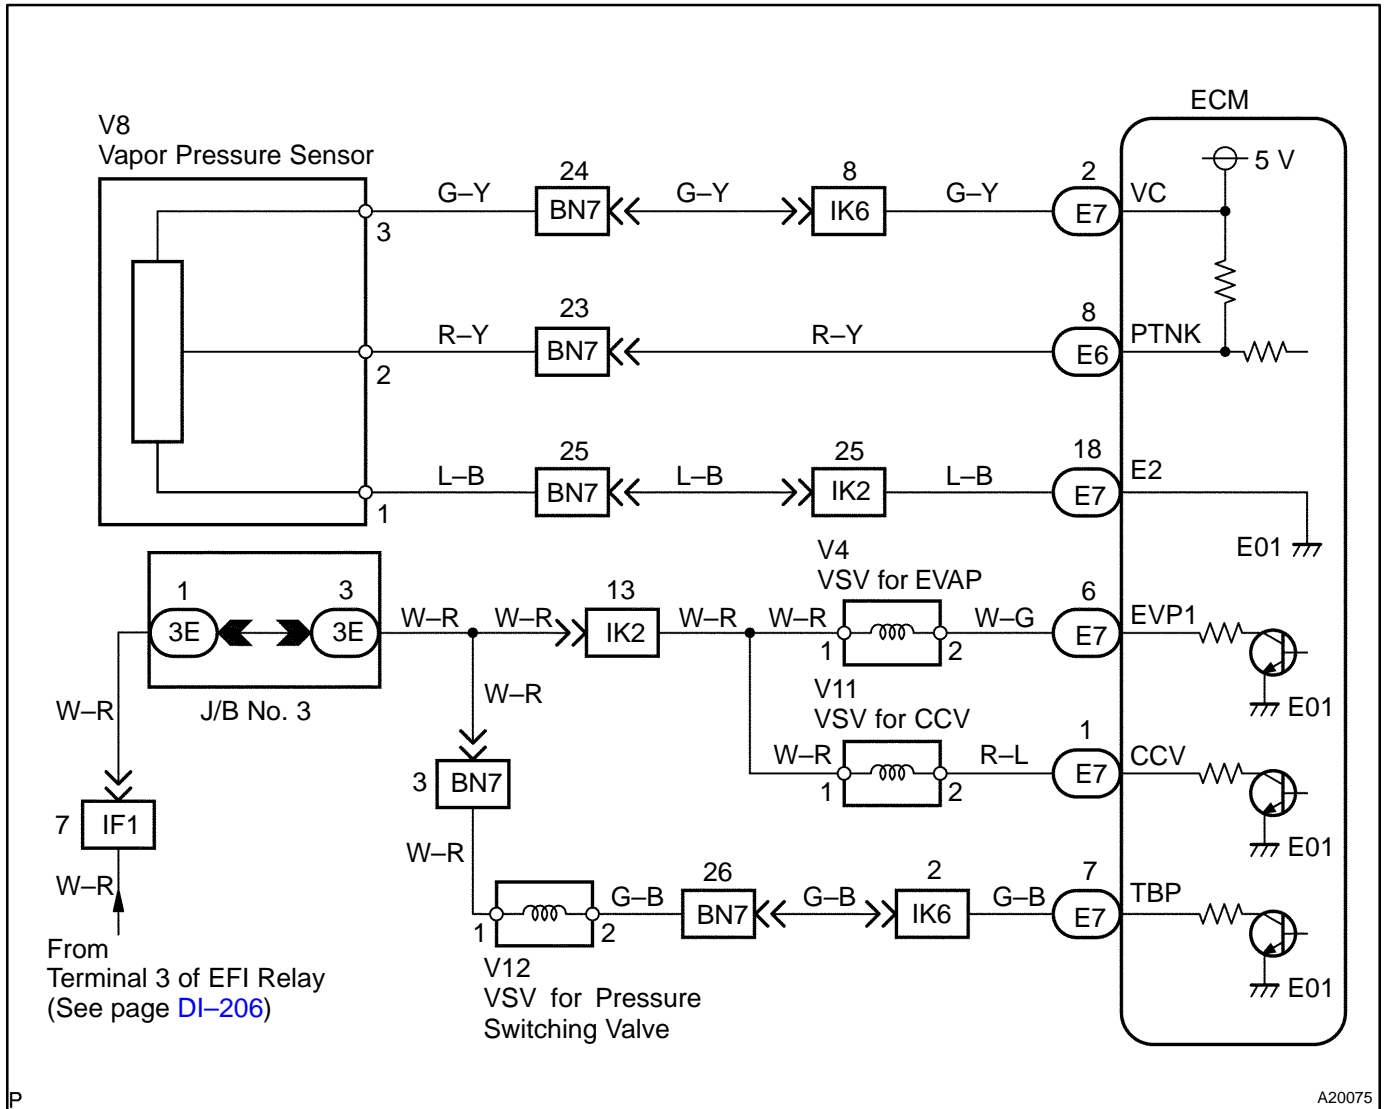 ECM
V8
Vapor Pressure Sensor
5 V
24
8
2
G–Y
BN7
G–Y
IK6
G–Y
E7
VC
3
23
8
R–Y
BN7
R–Y
E6
PTNK
2
25
25
18
L–B
BN7
L–B
IK2
L–B
E7
E2
1
E01
V4
VSV for EVAP
1
3
13
6
3E
3E
W–R
W–R
IK2
W–R
W–R
W–G
E7
EVP1
1
2
J/B No. 3
W–R
W–R
E01
V11
VSV for CCV
1
W–R
R–L
E7
CCV
1
2
3
BN7
7
IF1
E01
W–R
W–R
26
2
7
G–B
BN7
G–B
IK6
G–B
E7
TBP
1
2
From
Terminal 3 of EFI Relay
(See page DI–206)
V12
VSV for Pressure
Switching Valve
E01
P
A20075